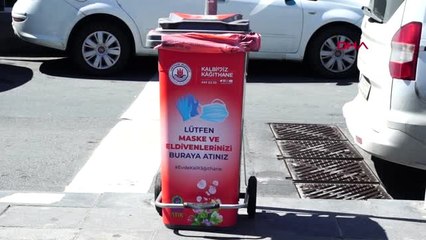 KALBİMİZ
KAĞITHANE
LÜTFEN
MASKE VE
ELDİVENLERİNİZİ
BURAYA ATINIZ
#EvdeKalKağıthane